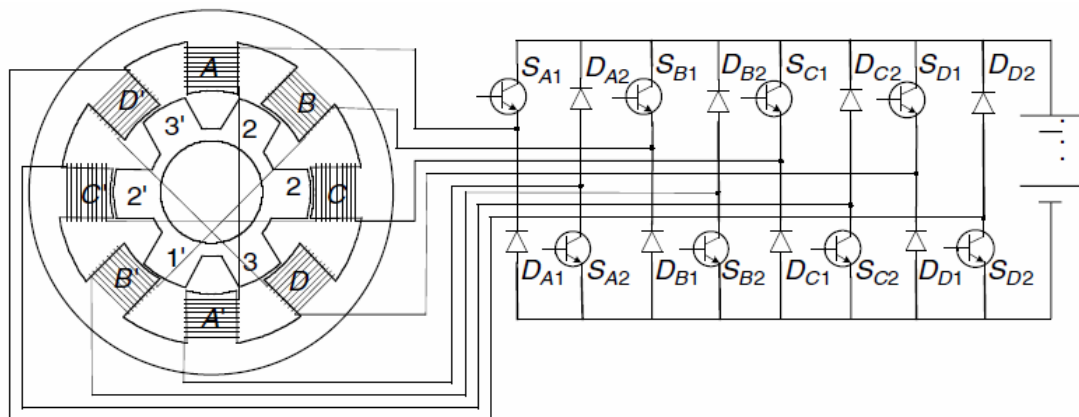 A
B
C
D
A'
B'
C'
D'
3'
2
2
3
1'
2'
S_A1 D_A2 S_B1 D_B2 S_C1 D_C2 S_D1 D_D2
D_A1 S_A2 D_B1 S_B2 D_C1 S_C2 D_D1 S_D2